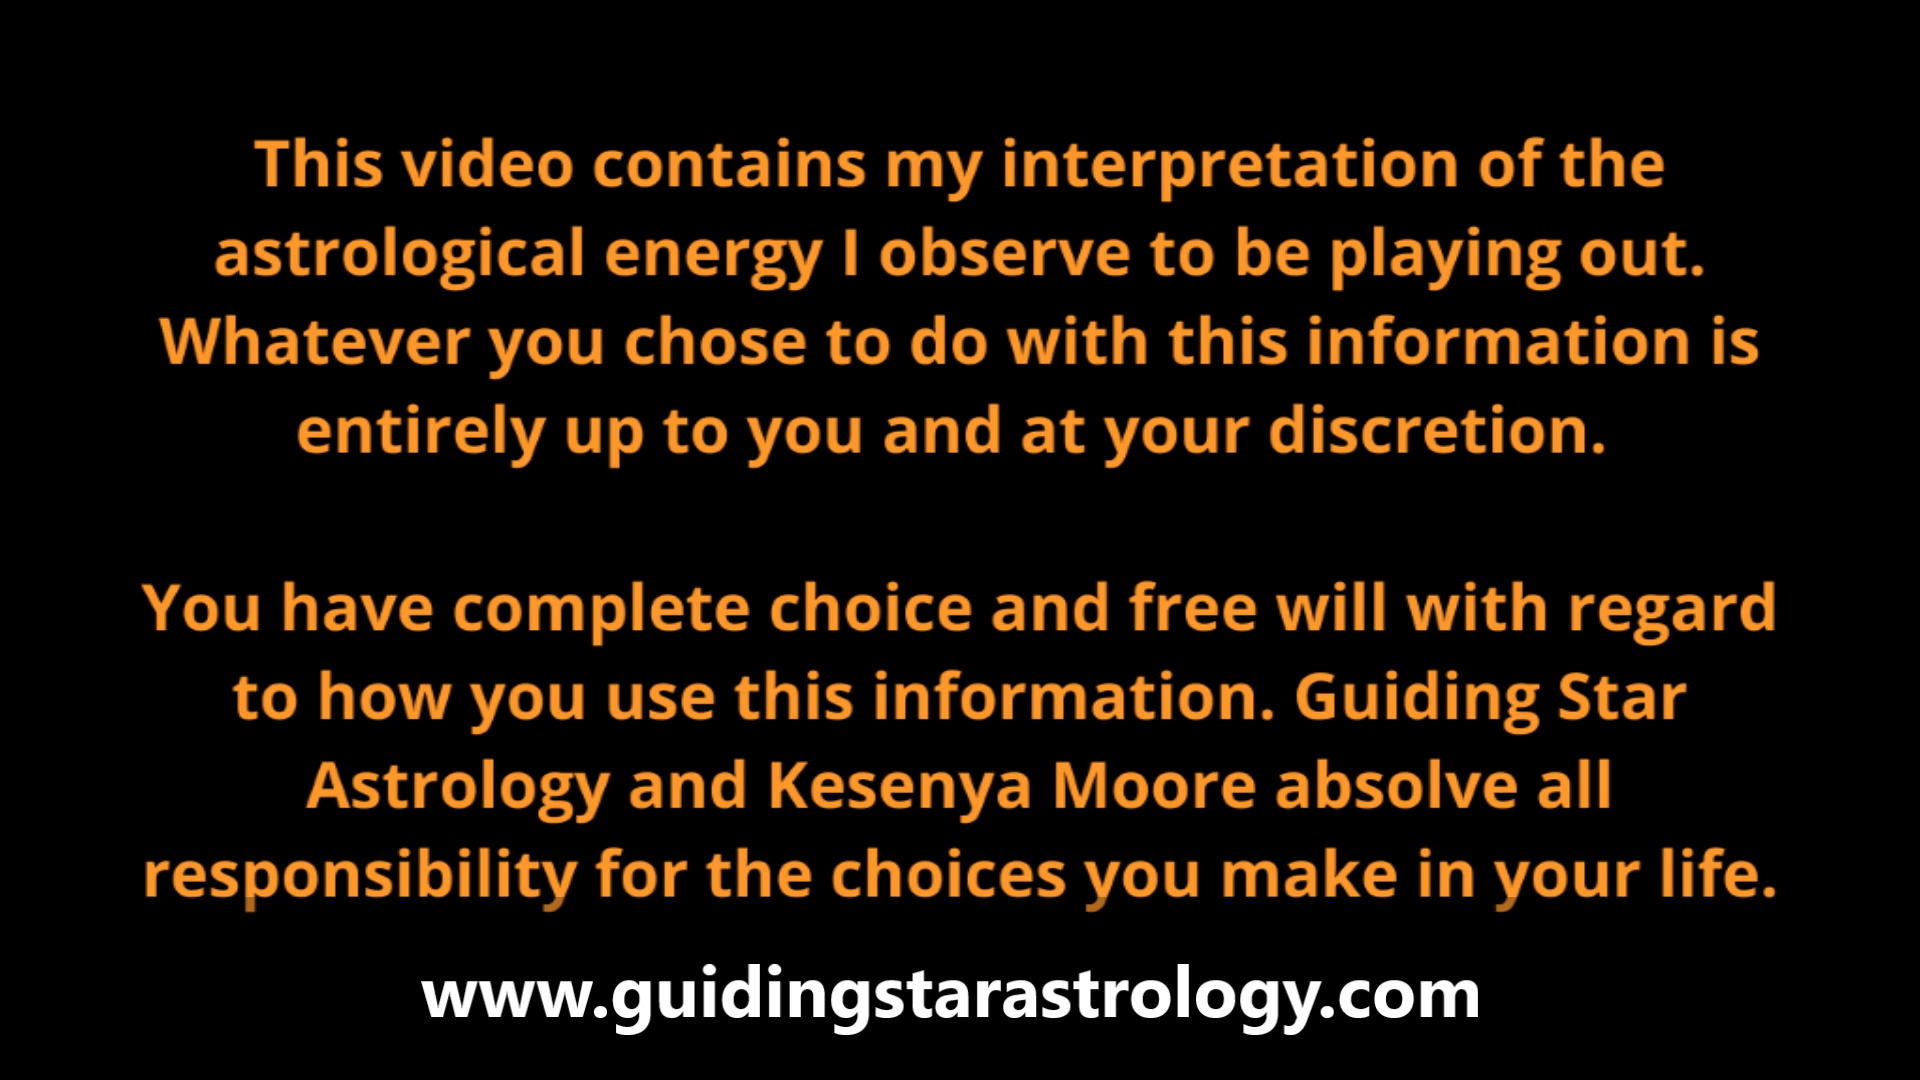 This video contains my interpretation of the
astrological energy I observe to be playing out.
Whatever you chose to do with this information is
entirely up to you and at your discretion.
You have complete choice and free will with regard
to how you use this information. Guiding Star
Astrology and Kesenya Moore absolve all
responsibility for the choices you make in your life.
www.guidingstarastrology.com